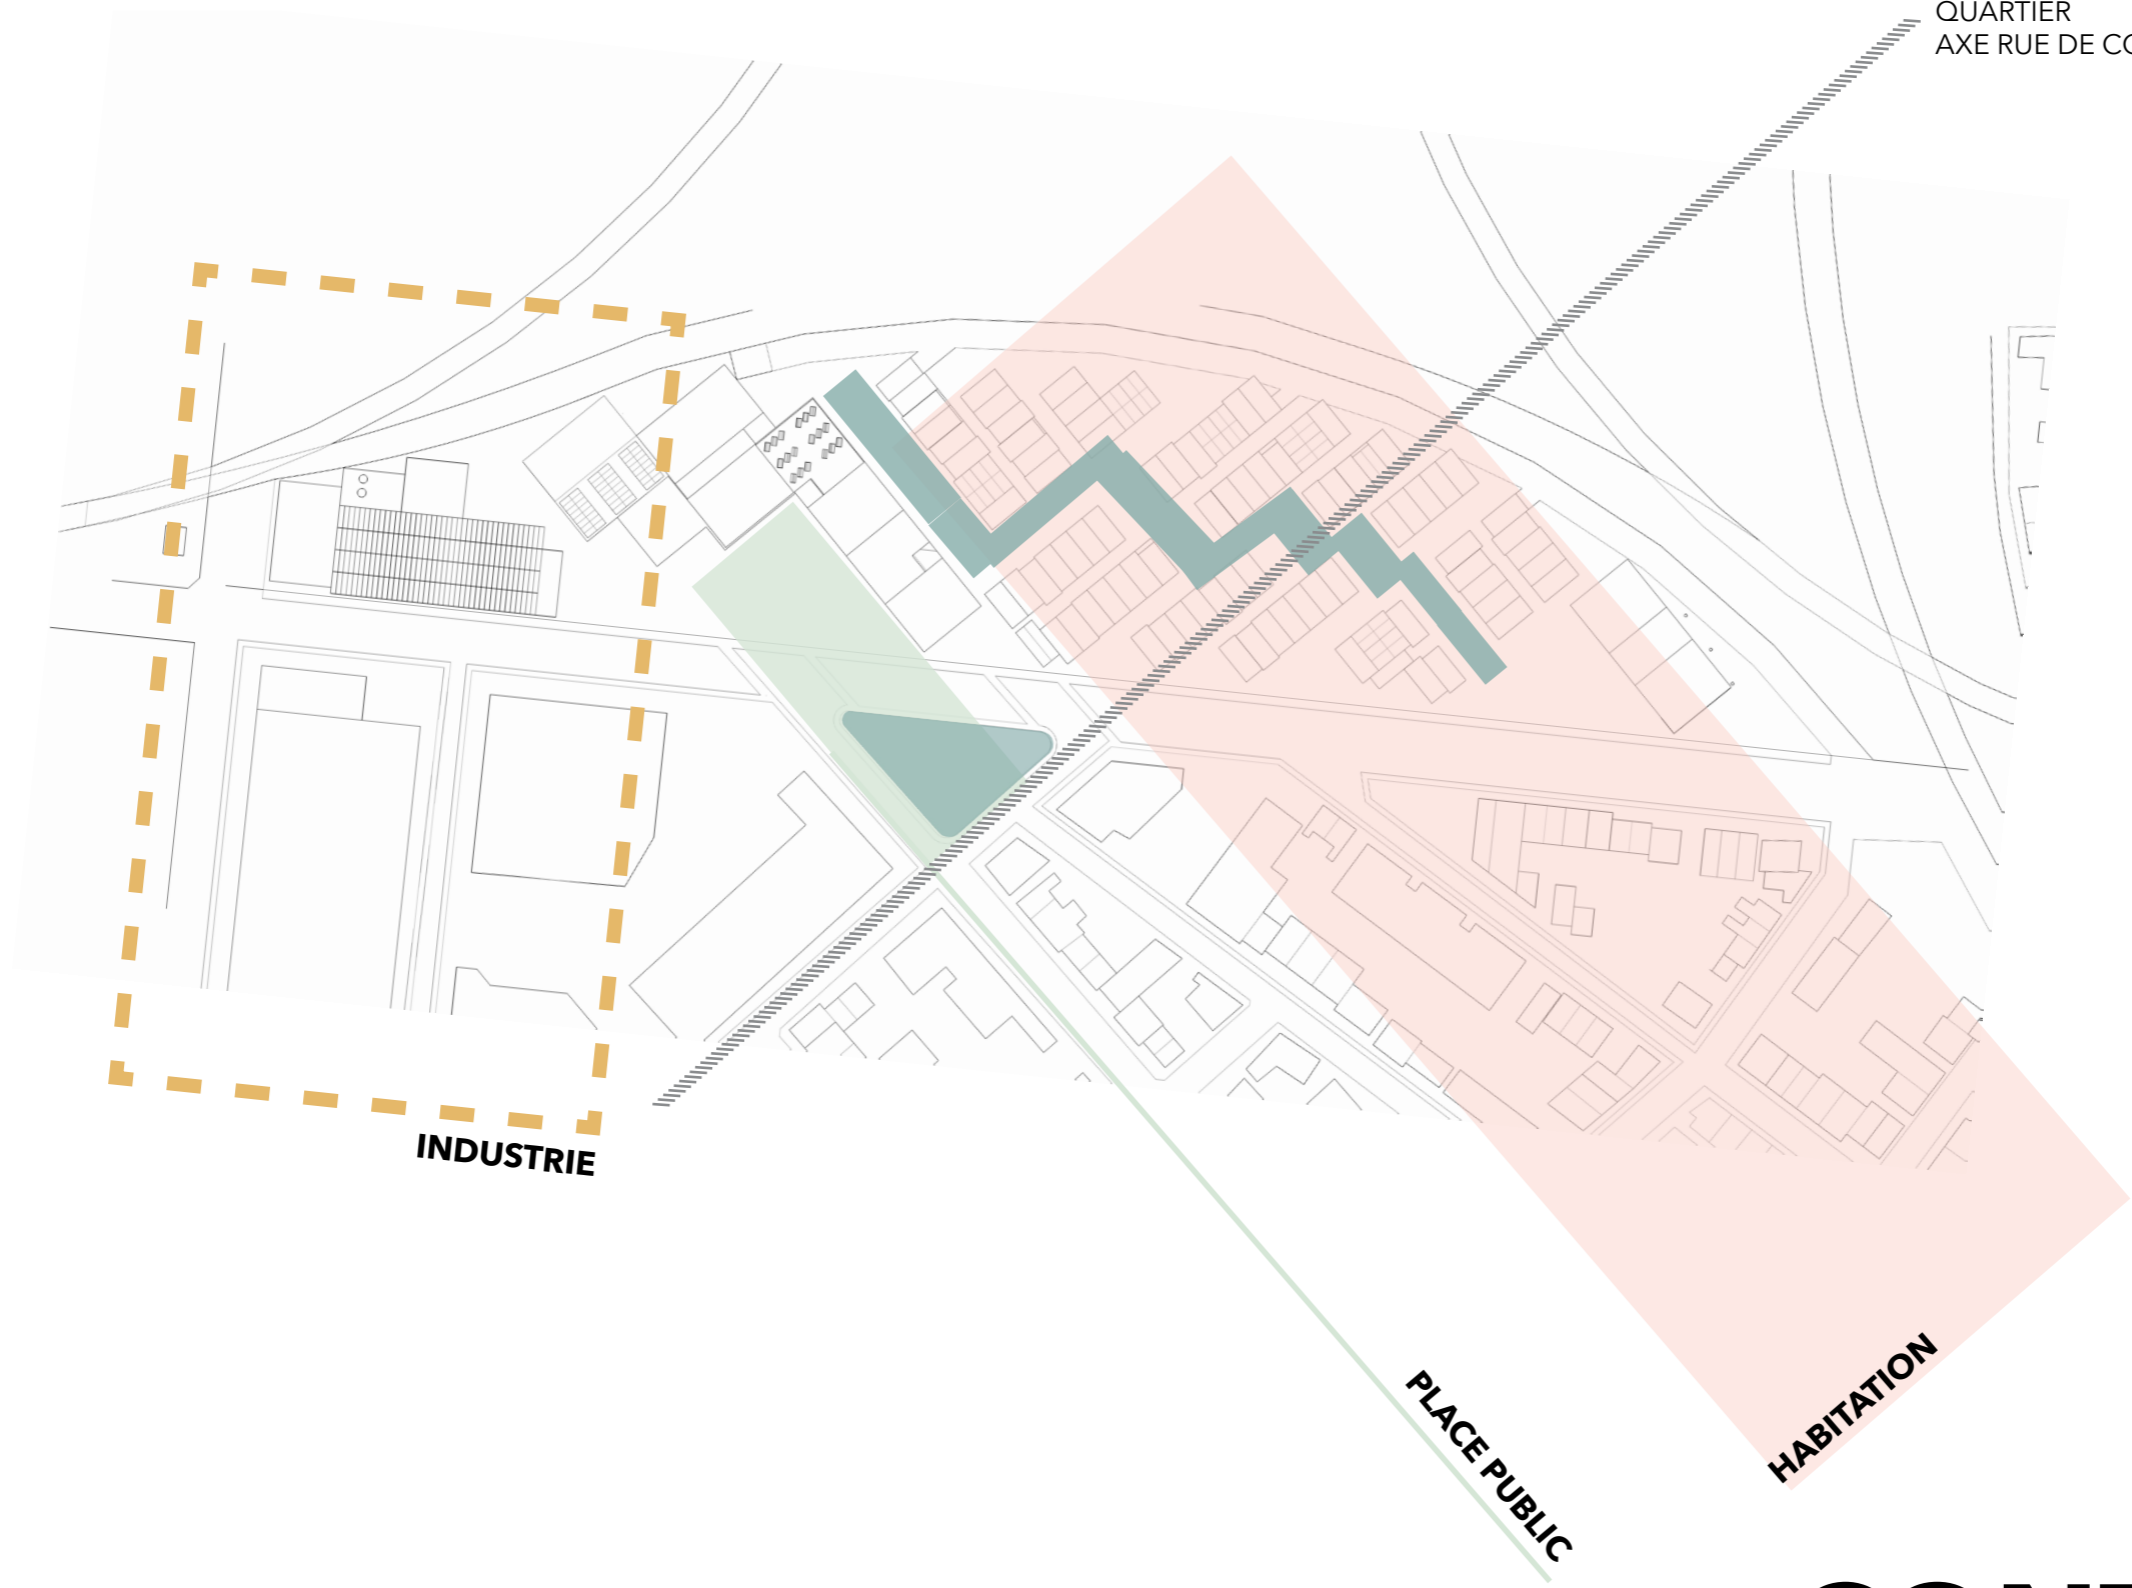 QUARTIER
AXE RUE DE
INDUSTRIE
PLACE PUBLIC
HABITATION